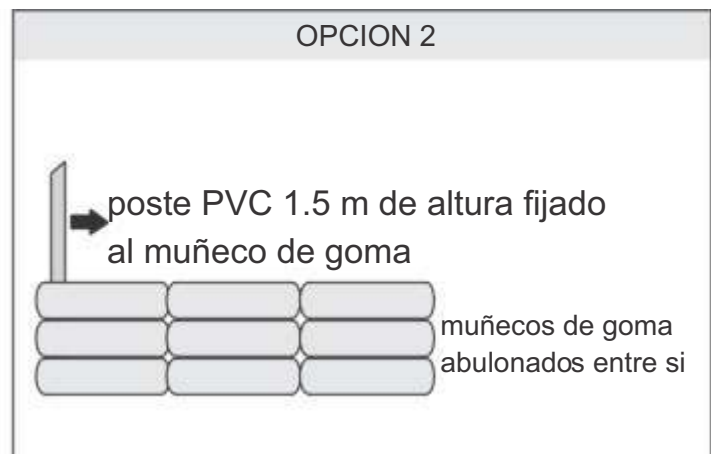 OPCION 2
poste PVC 1.5 m de altura fijado
al muñeco de goma
muñecos de goma
abulonados entre si